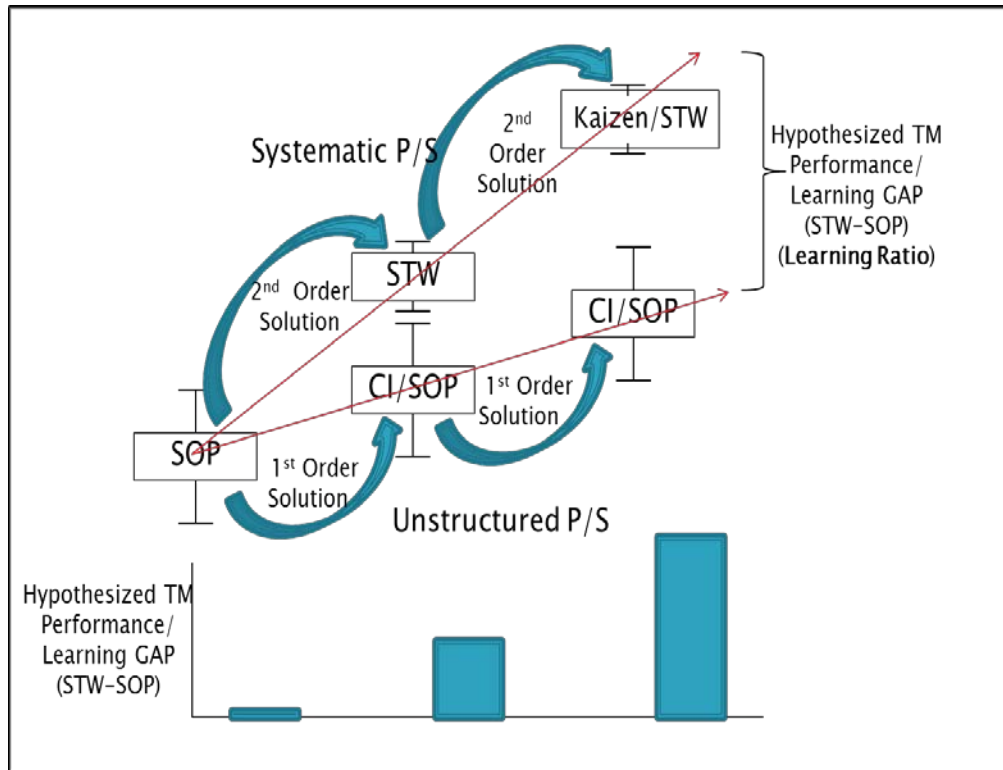 Kaizen/STW
2nd
Order
Solution
Systematic P/S
Hypothesized TM
Performance/
Learning GAP
(STW-SOP)
(Learning Ratio)
STW
2nd Order
Solution
CI/SOP
CI/SOP
1st Order
Solution
SOP
1st Order
Solution
Unstructured P/S
Hypothesized TM
Performance/
Learning GAP
(STW-SOP)